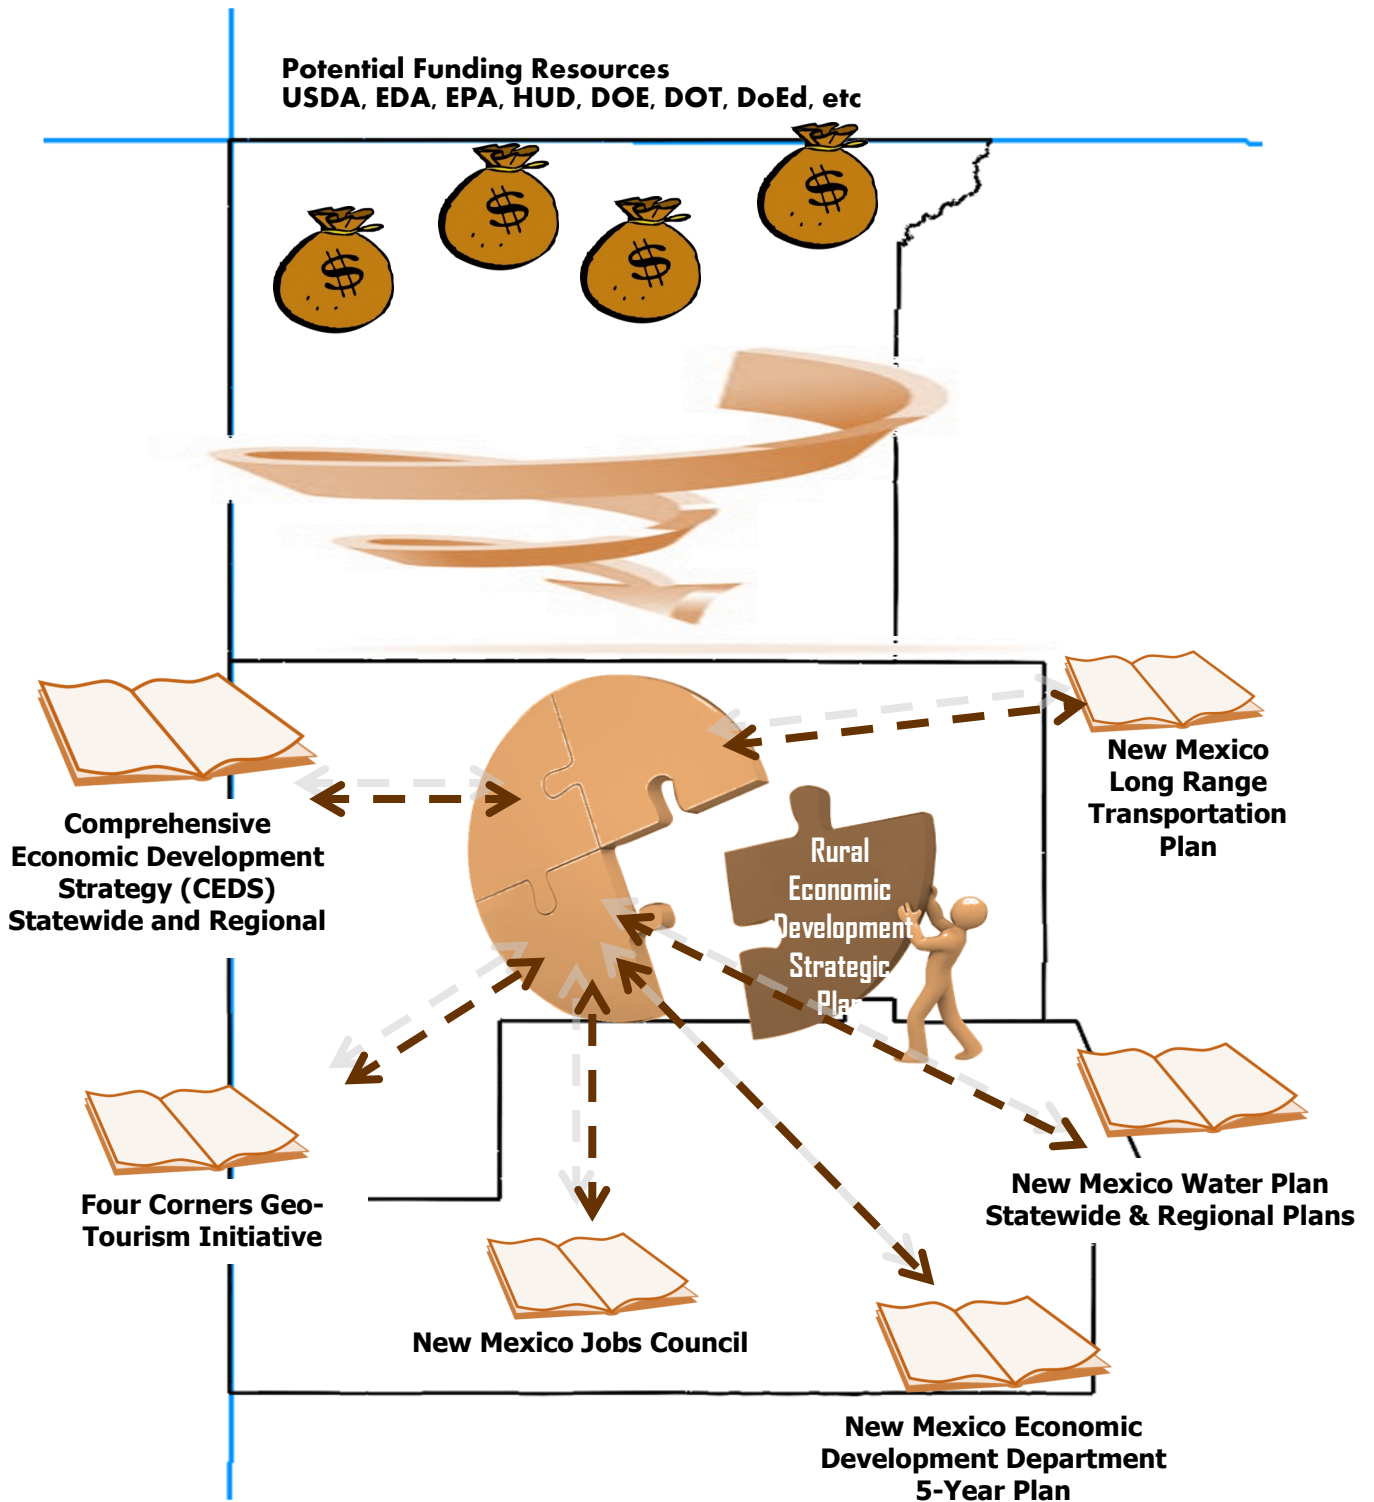 Potential Funding Resources
USDA, EDA, EPA, HUD, DOE, DOT, DoEd, etc
$
$
$
$
New Mexico
Long Range
Transportation
Plan
Comprehensive
Economic Development
Strategy (CEDS)
Statewide and Regional
Rural
Economic
Development
Strategic
Plan
Four Corners Geo-
Tourism Initiative
New Mexico Water Plan
Statewide & Regional Plans
New Mexico Jobs Council
New Mexico Economic
Development Department
5-Year Plan